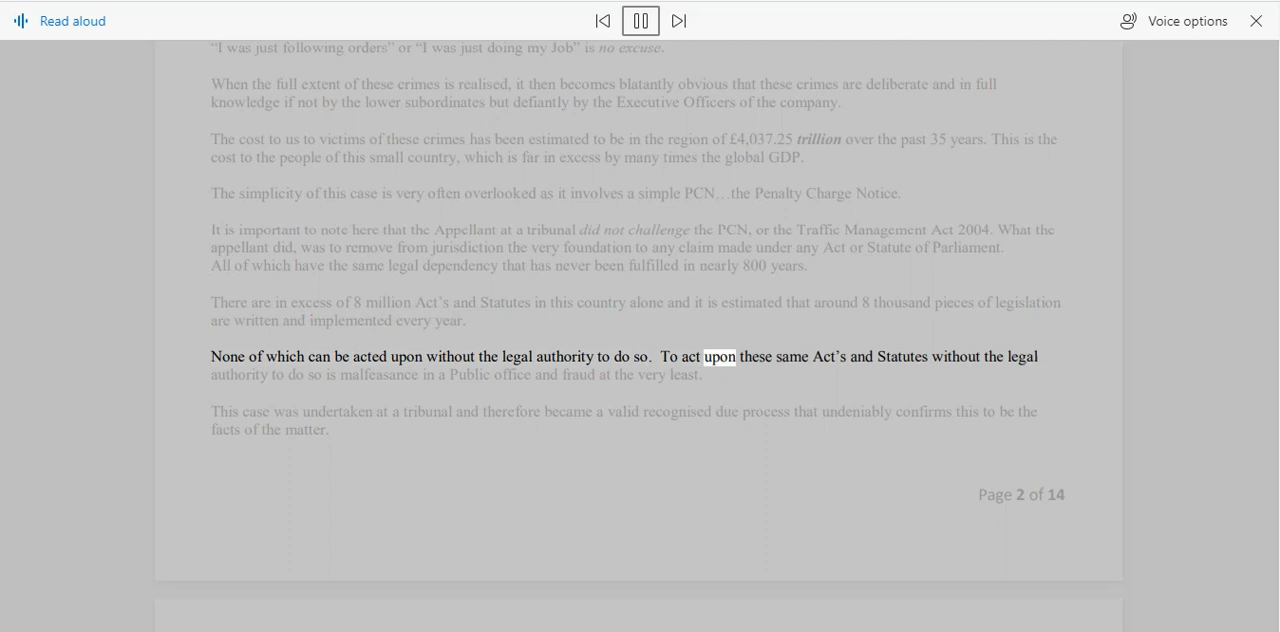 Read aloud
Voice options
“I was just following orders” or “I was just doing my Job” is no excuse.
When the full extent of these crimes is realised, it then becomes blatantly obvious that these crimes are deliberate and in full
knowledge if not by the lower subordinates but defiantly by the Executive Officers of the company.
The cost to us to victims of these crimes has been estimated to be in the region of £4,037.25 trillion over the past 35 years. This is the
cost to the people of this small country, which is far in excess by many times the global GDP.
The simplicity of this case is very often overlooked as it involves a simple PCN…the Penalty Charge Notice.
It is important to note here that the Appellant at a tribunal did not challenge the PCN, or the Traffic Management Act 2004. What the
appellant did, was to remove from jurisdiction the very foundation to any claim made under any Act or Statute of Parliament.
All of which have the same legal dependency that has never been fulfilled in nearly 800 years.
There are in excess of 8 million Act’s and Statutes in this country alone and it is estimated that around 8 thousand pieces of legislation
are written and implemented every year.
None of which can be acted upon without the legal authority to do so. To act upon these same Act’s and Statutes without the legal
authority to do so is malfeasance in a Public office and fraud at the very least.
This case was undertaken at a tribunal and therefore became a valid recognised due process that undeniably confirms this to be the
facts of the matter.
Page 2 of 14